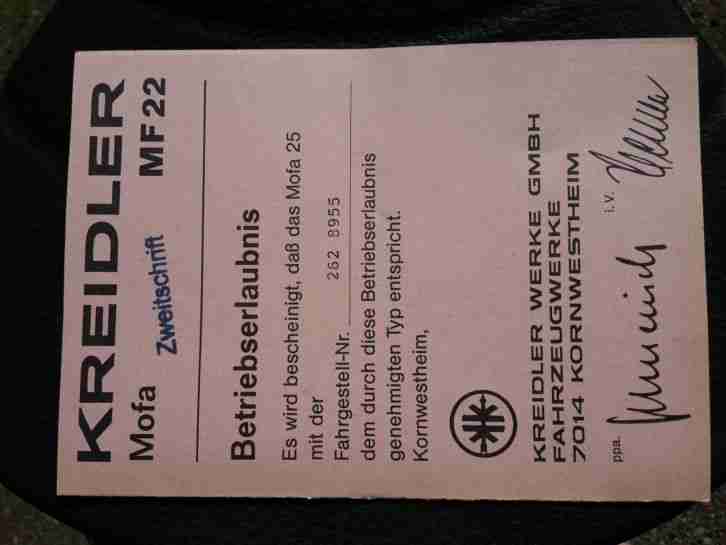 KREIDLER
Mofa MF 22
Zweitschrift
Betriebserlaubnis
Es wird bescheinigt, daß das Mofa 25
mit der
Fahrgestell-Nr. 262 8955
dem durch diese Betriebserlaubnis
genehmigten Typ entspricht.
Kornwestheim,
KREIDLER WERKE GMBH
FAHRZEUGWERKE
7014 KORNWESTHEIM
ppa. i. V.